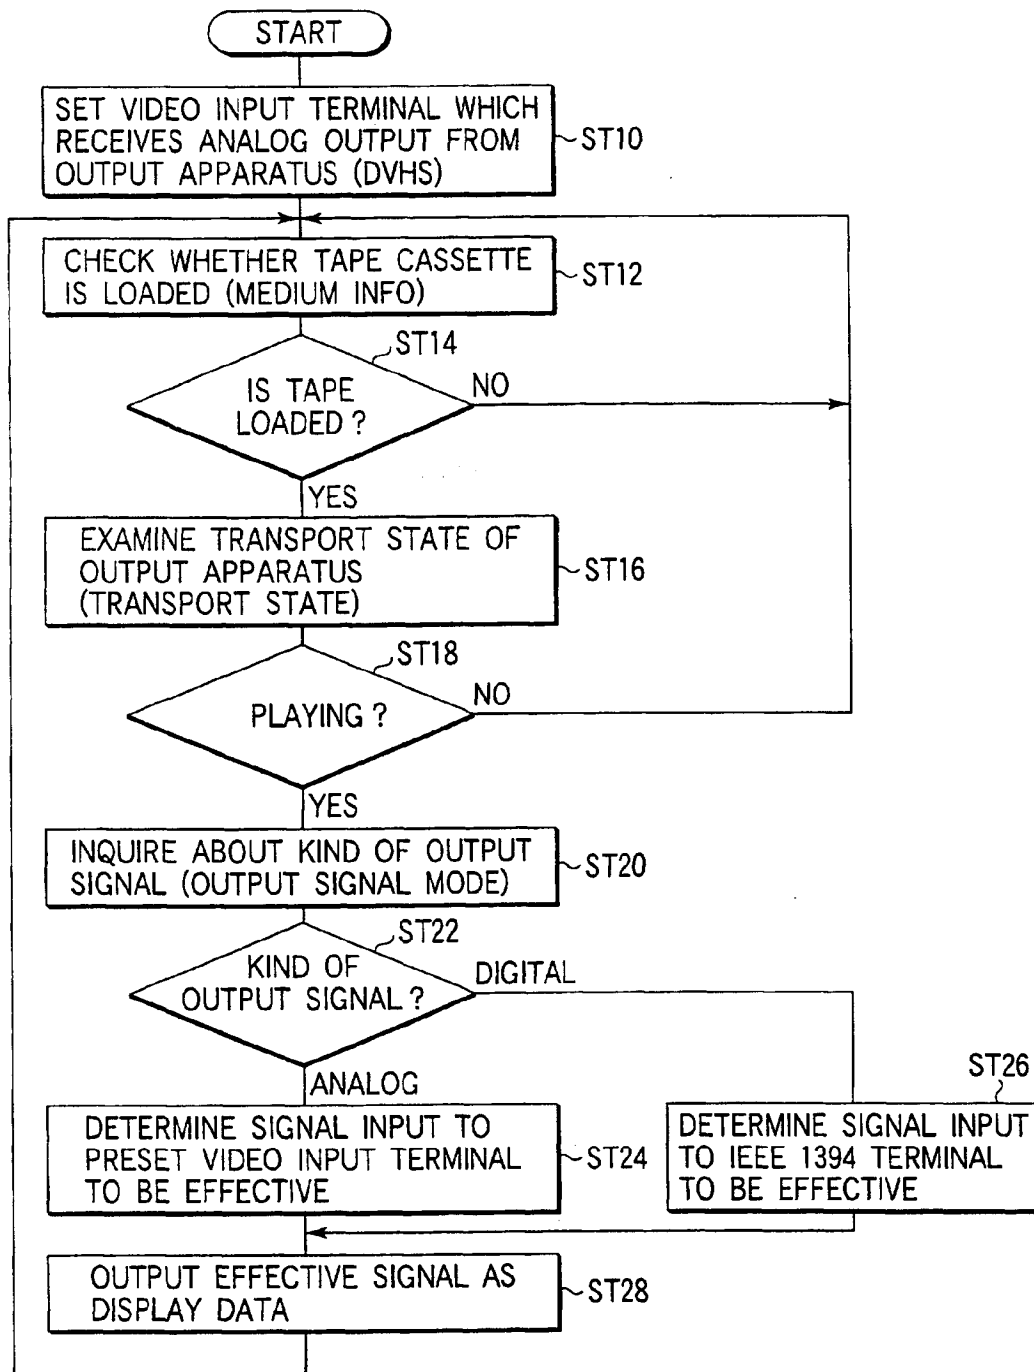 START
SET VIDEO INPUT TERMINAL WHICH
RECEIVES ANALOG OUTPUT FROM
OUTPUT APPARATUS (DVHS)
ST10
CHECK WHETHER TAPE CASSETTE
IS LOADED (MEDIUM INFO)
ST12
ST14
IS TAPE
LOADED ?
NO
YES
EXAMINE TRANSPORT STATE OF
OUTPUT APPARATUS
(TRANSPORT STATE)
ST16
ST18
PLAYING ?
NO
YES
INQUIRE ABOUT KIND OF OUTPUT
SIGNAL (OUTPUT SIGNAL MODE)
ST20
ST22
KIND OF
OUTPUT SIGNAL ?
DIGITAL
ANALOG
DETERMINE SIGNAL INPUT TO
PRESET VIDEO INPUT TERMINAL
TO BE EFFECTIVE
ST24
ST26
DETERMINE SIGNAL INPUT
TO IEEE 1394 TERMINAL
TO BE EFFECTIVE
OUTPUT EFFECTIVE SIGNAL AS
DISPLAY DATA
ST28